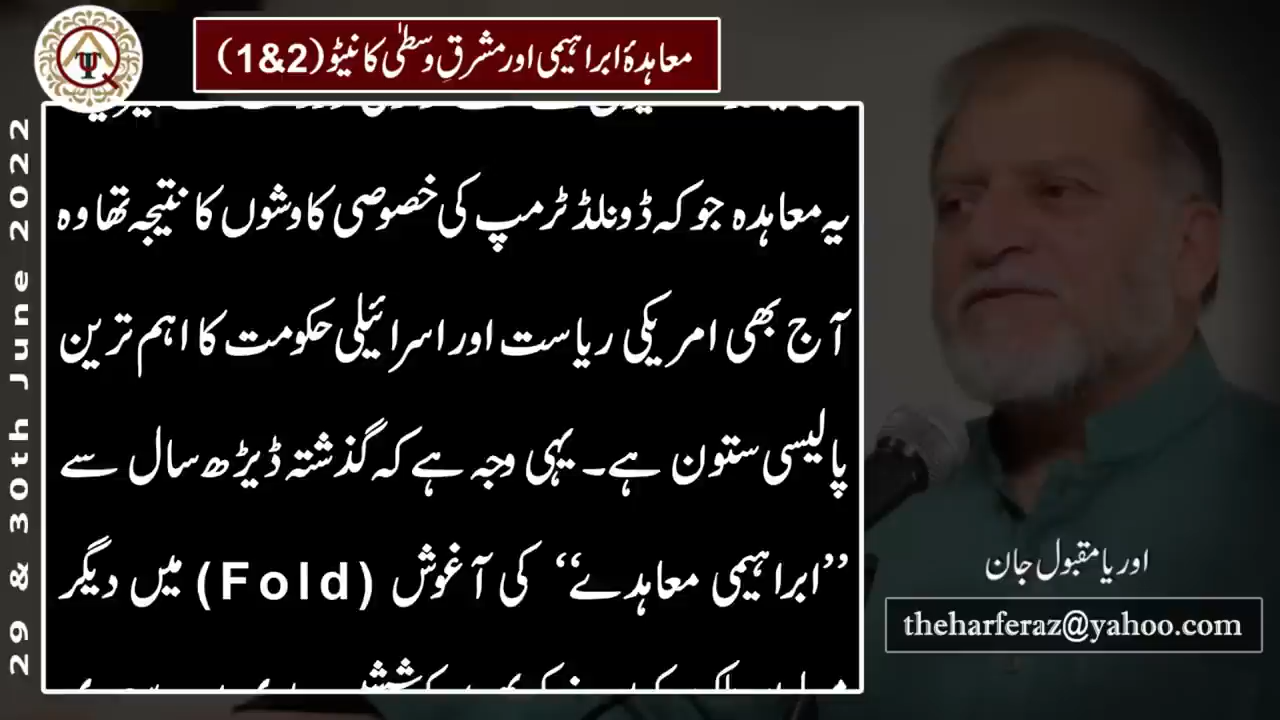 معاہدۂ ابراہیمی اور مشرقِ وسطیٰ کا نیٹو (1&2)
29 & 30th June 2022
یہ معاہدہ جو کہ ڈونلڈ ٹرمپ کی خصوصی کاوشوں کا نتیجہ تھا وہ
آج بھی امریکی ریاست اور اسرائیلی حکومت کا اہم ترین
پالیسی ستون ہے۔ یہی وجہ ہے کہ گذشتہ ڈیڑھ سال سے
”ابراہیمی معاہدے“ کی آغوش (Fold) میں دیگر
اوریا مقبول جان
theharferaz@yahoo.com